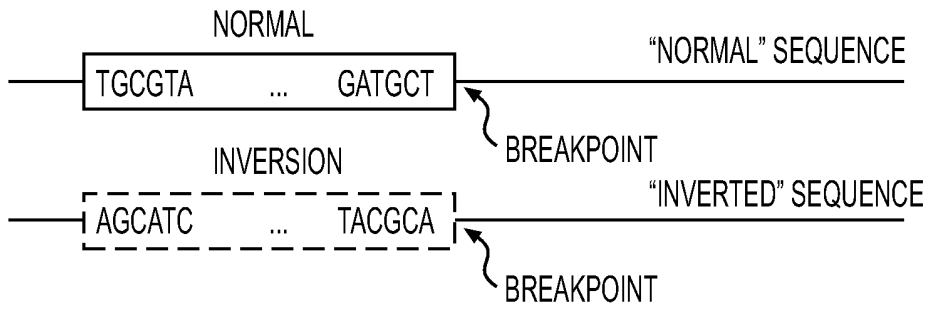 NORMAL
"NORMAL" SEQUENCE
TGCGTA ... GATGCT
BREAKPOINT
INVERSION
"INVERTED" SEQUENCE
AGCATC ... TACGCA
BREAKPOINT